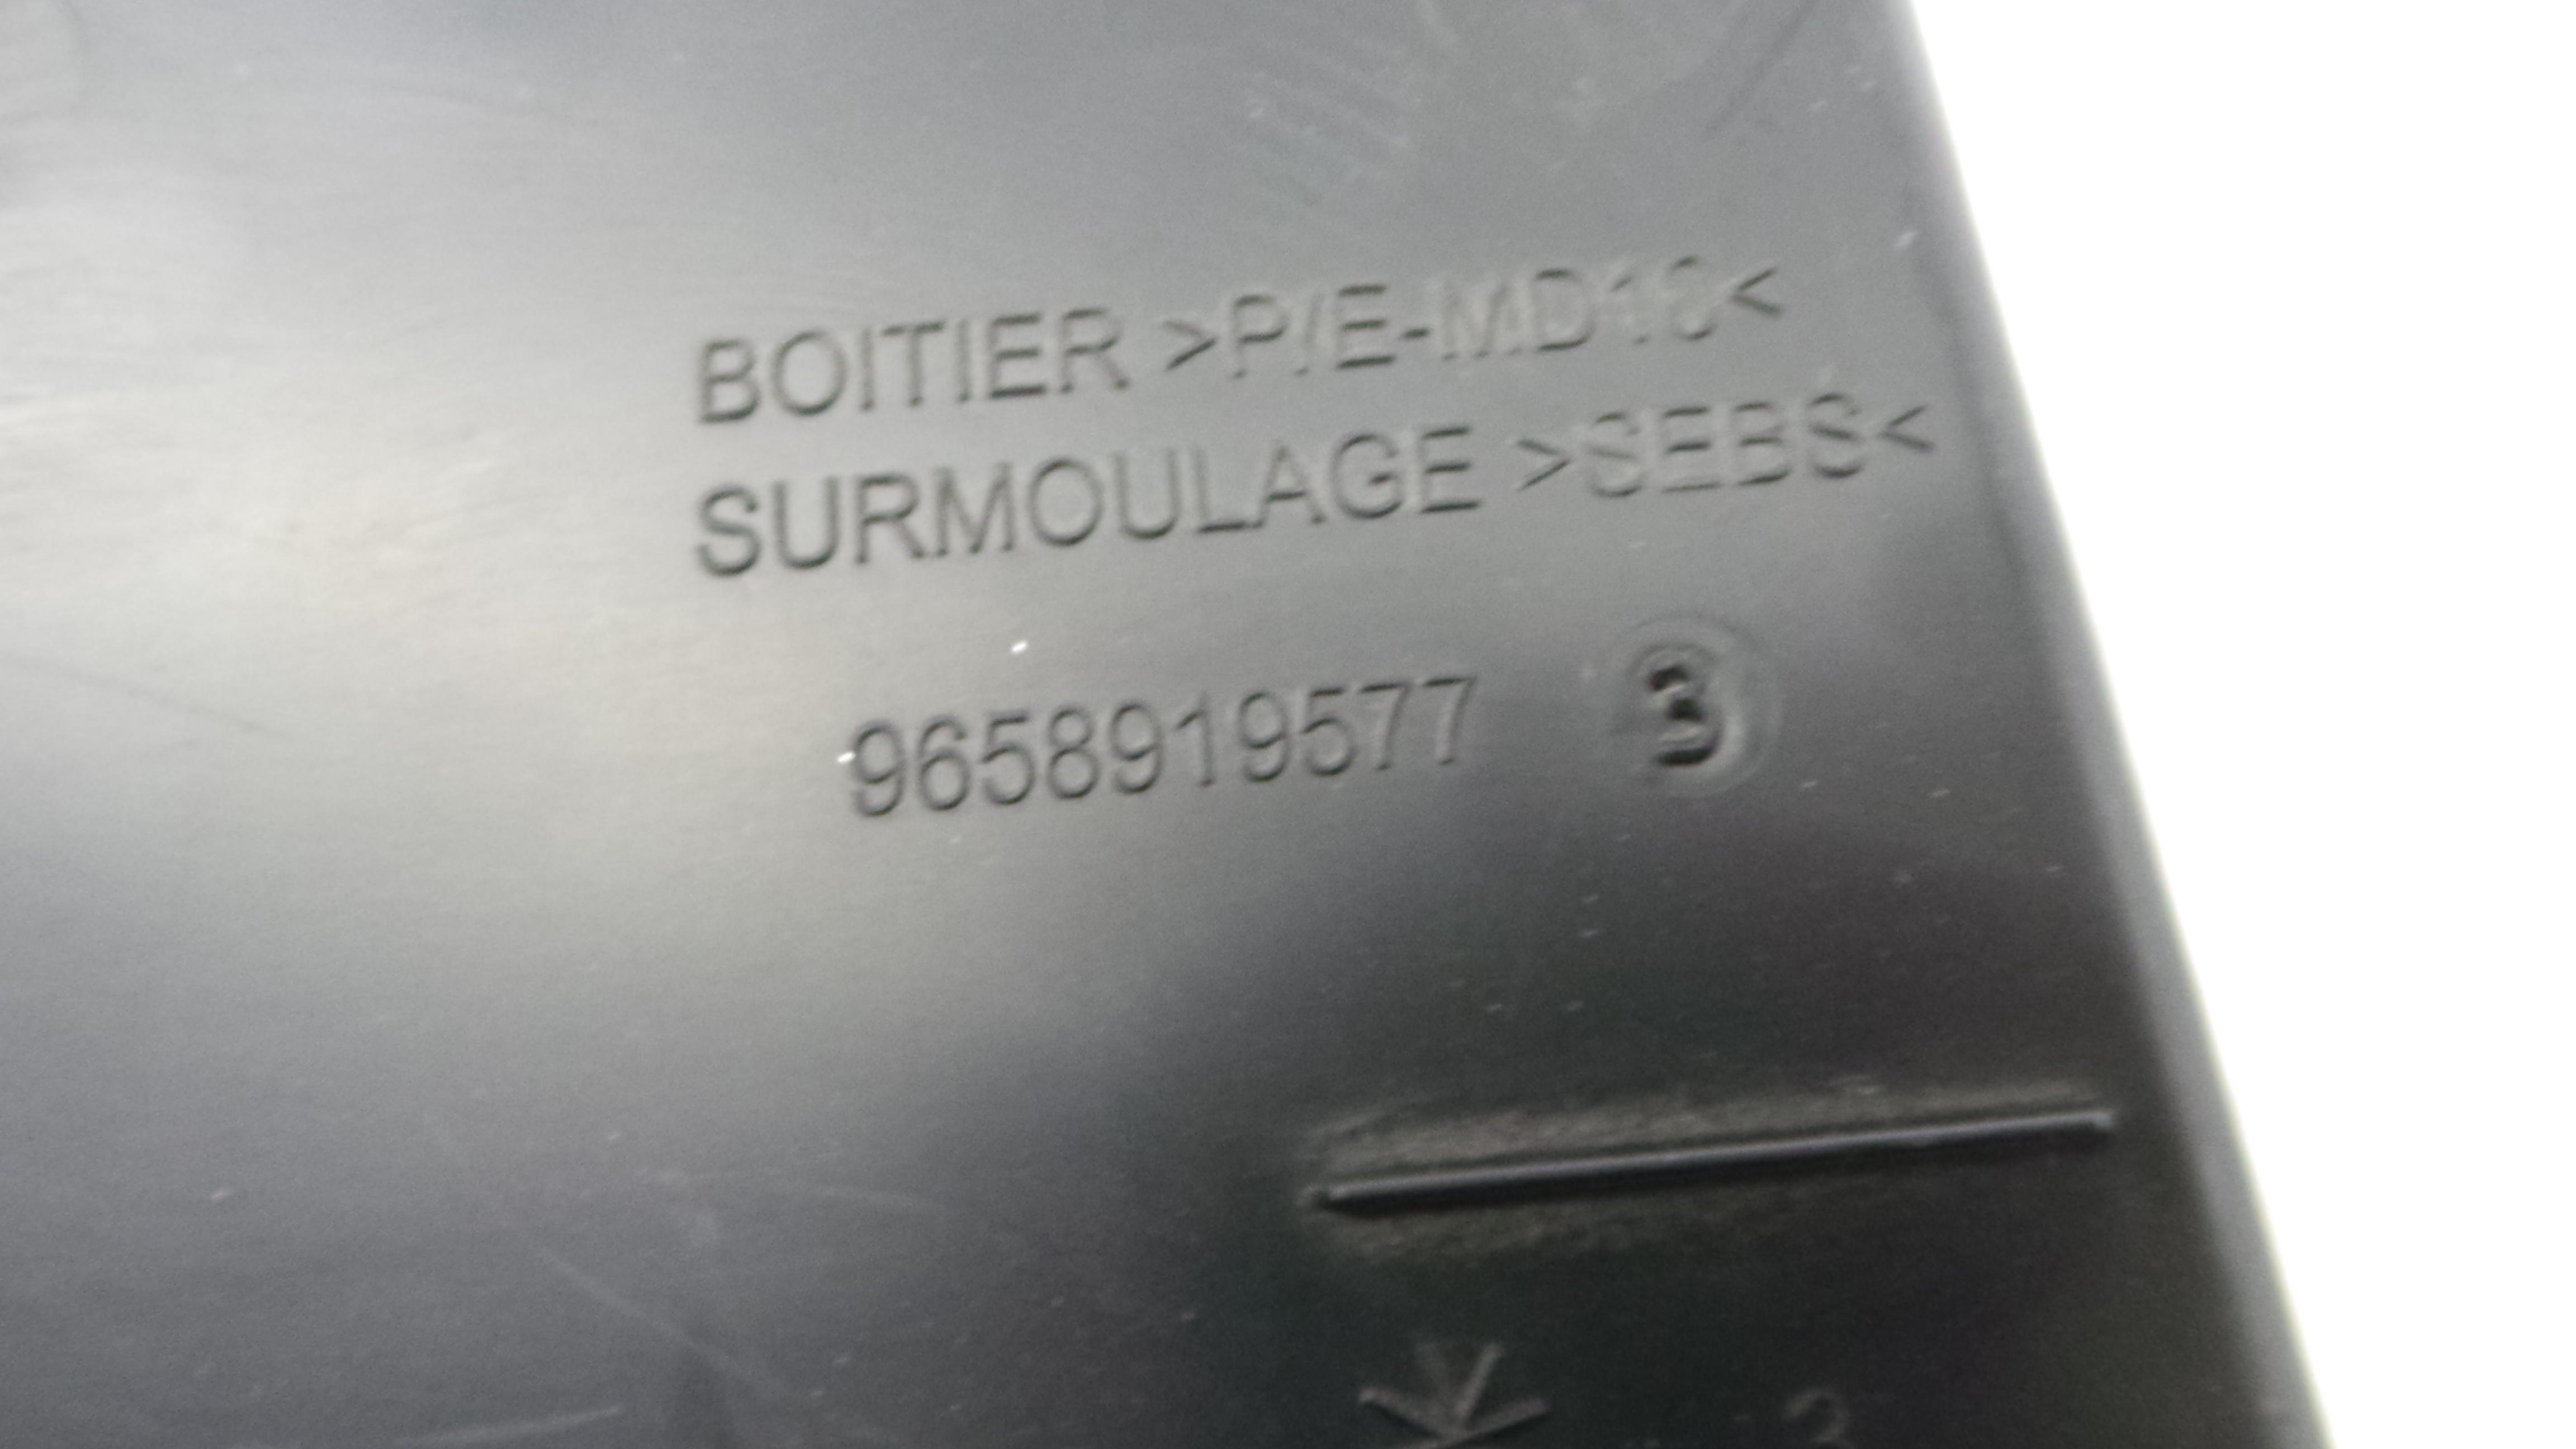 BOITIER >P/E-MD10<
SURMOULAGE >SEBS<
9658919577 3